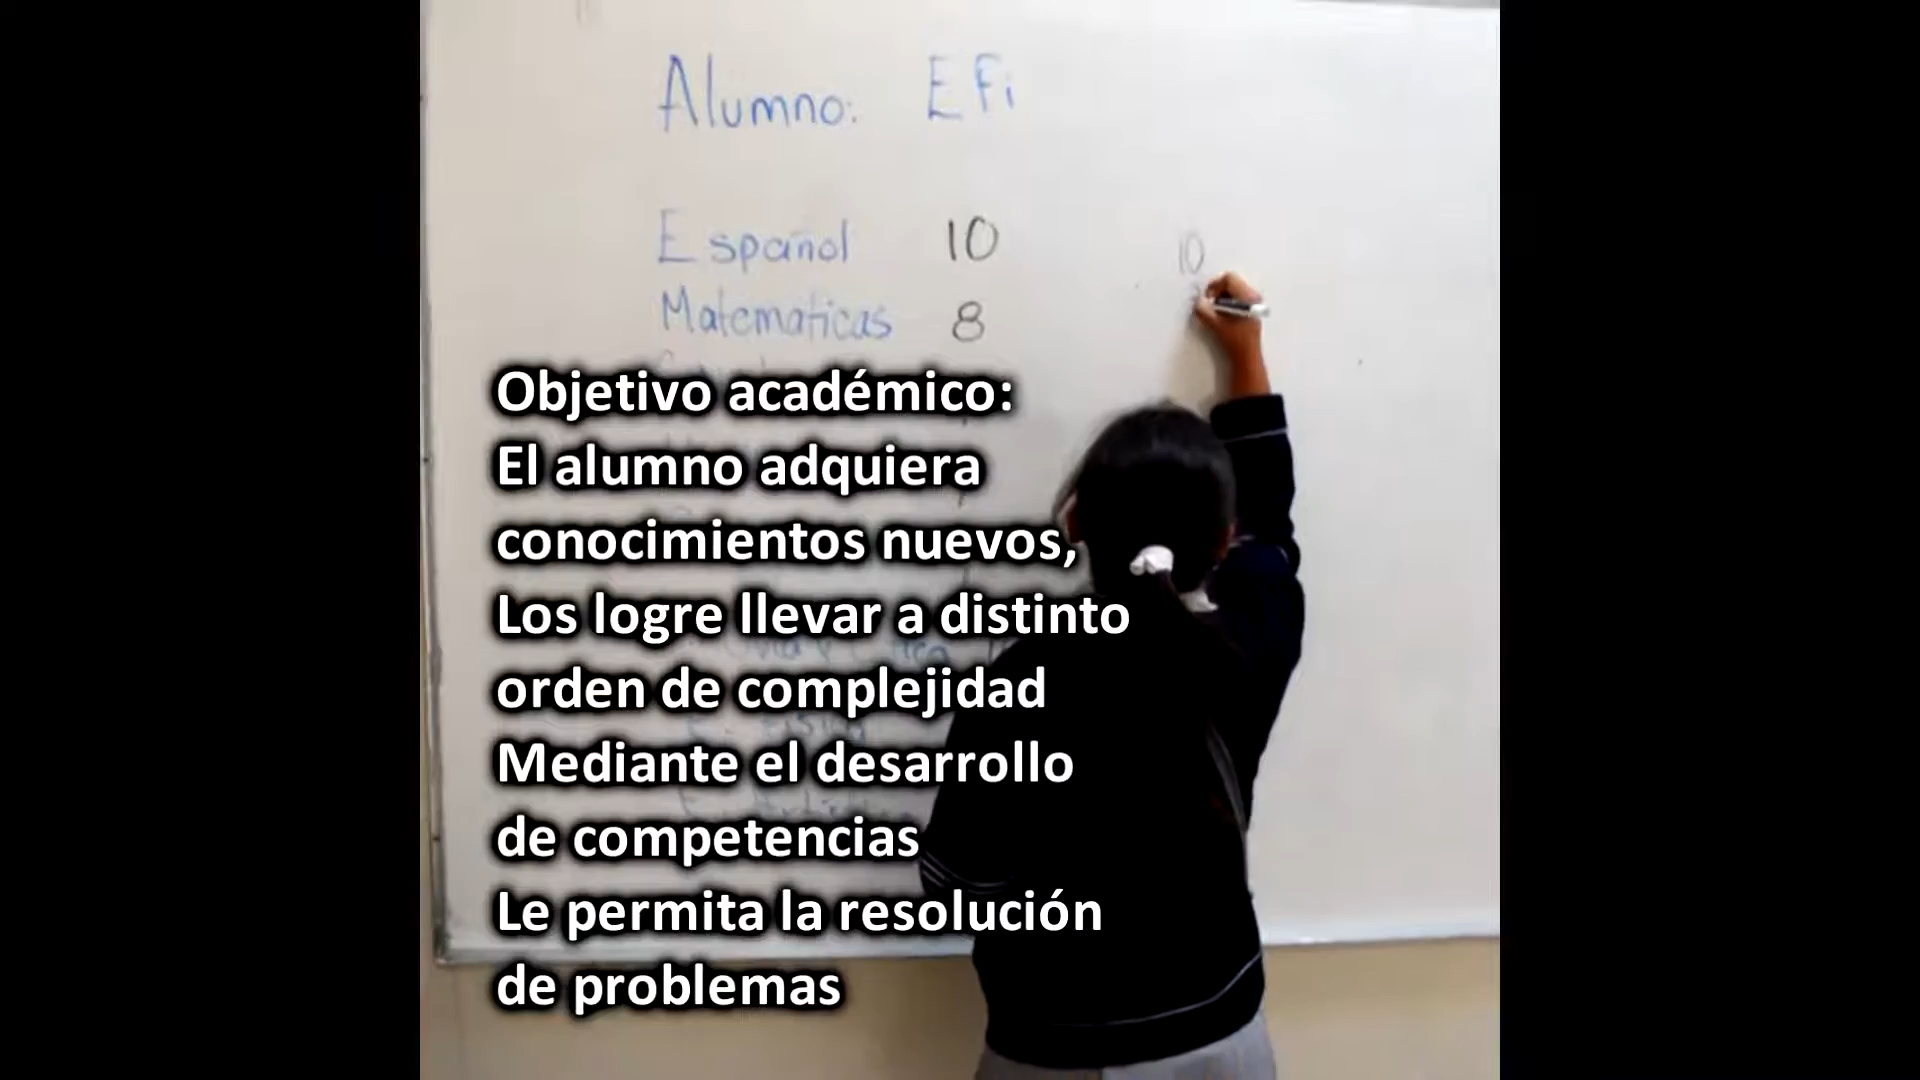 Alumno: EFi
Español 10 10
Matematicas 8
Objetivo académico:
El alumno adquiera
conocimientos nuevos,
Los logre llevar a distinto
orden de complejidad
Mediante el desarrollo
de competencias
Le permita la resolución
de problemas